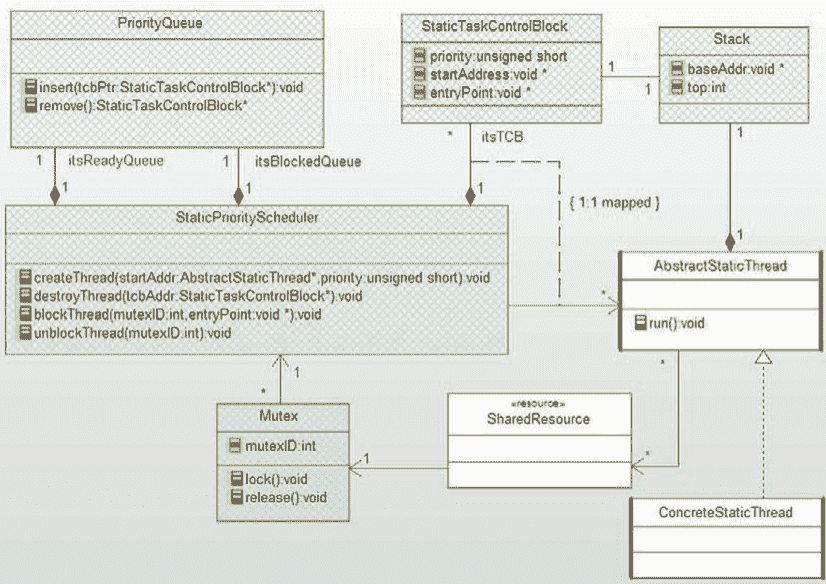 PriorityQueue
insert(tcbPtr:StaticTaskControlBlock*):void
remove():StaticTaskControlBlock*
StaticTaskControlBlock
priority:unsigned short
startAddress:void *
entryPoint:void *
Stack
baseAddr:void *
top:int
1
1
1
itsReadyQueue
1
itsBlockedQueue
*
itsTCB
1
1
1
1
{ 1:1 mapped }
1
1
StaticPriorityScheduler
createThread(startAddr:AbstractStaticThread*,priority:unsigned short):void
destroyThread(tcbAddr:StaticTaskControlBlock*):void
blockThread(mutexID:int,entryPoint:void *):void
unblockThread(mutexID:int):void
AbstractStaticThread
run():void
*
1
*
*
Mutex
mutexID:int
lock():void
release():void
1
«resource»
SharedResource
*
ConcreteStaticThread